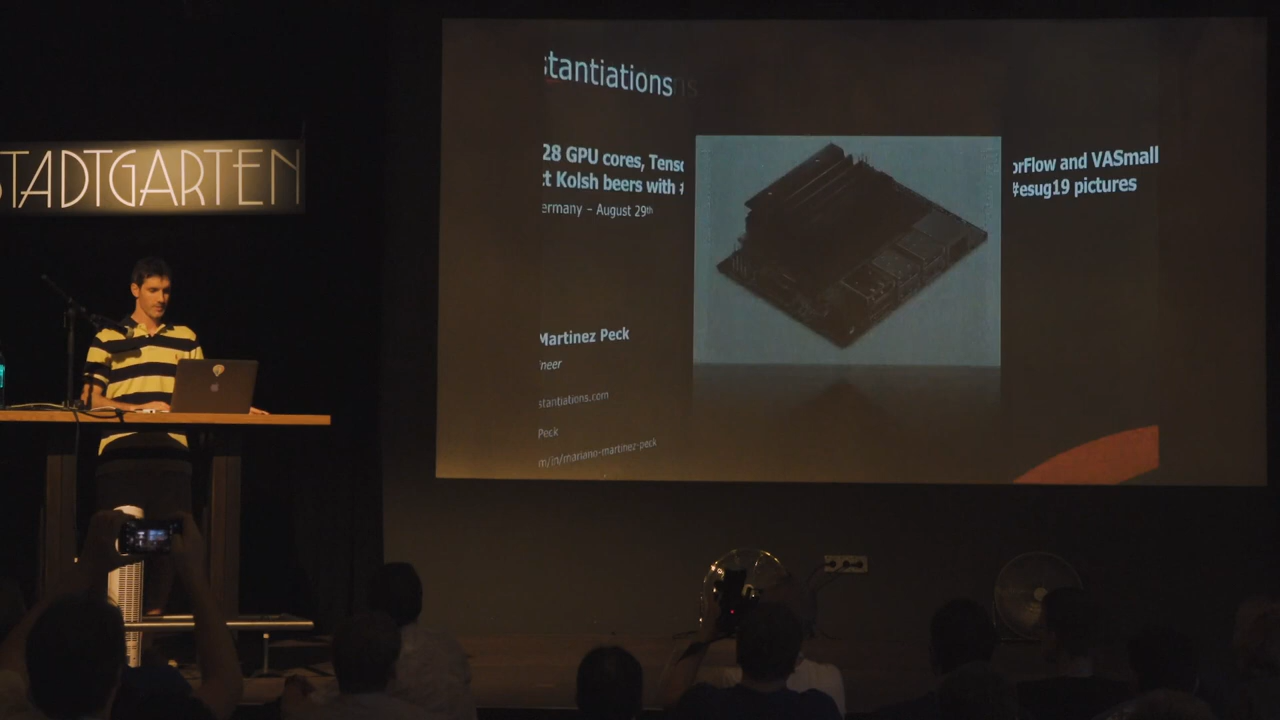 STADTGARTEN
stantiations
28 GPU cores, Tenso orFlow and VASmall
t Kolsh beers with # #esug19 pictures
ermany – August 29th
Martinez Peck
neer
stantiations.com
Peck
m/in/mariano-martinez-peck